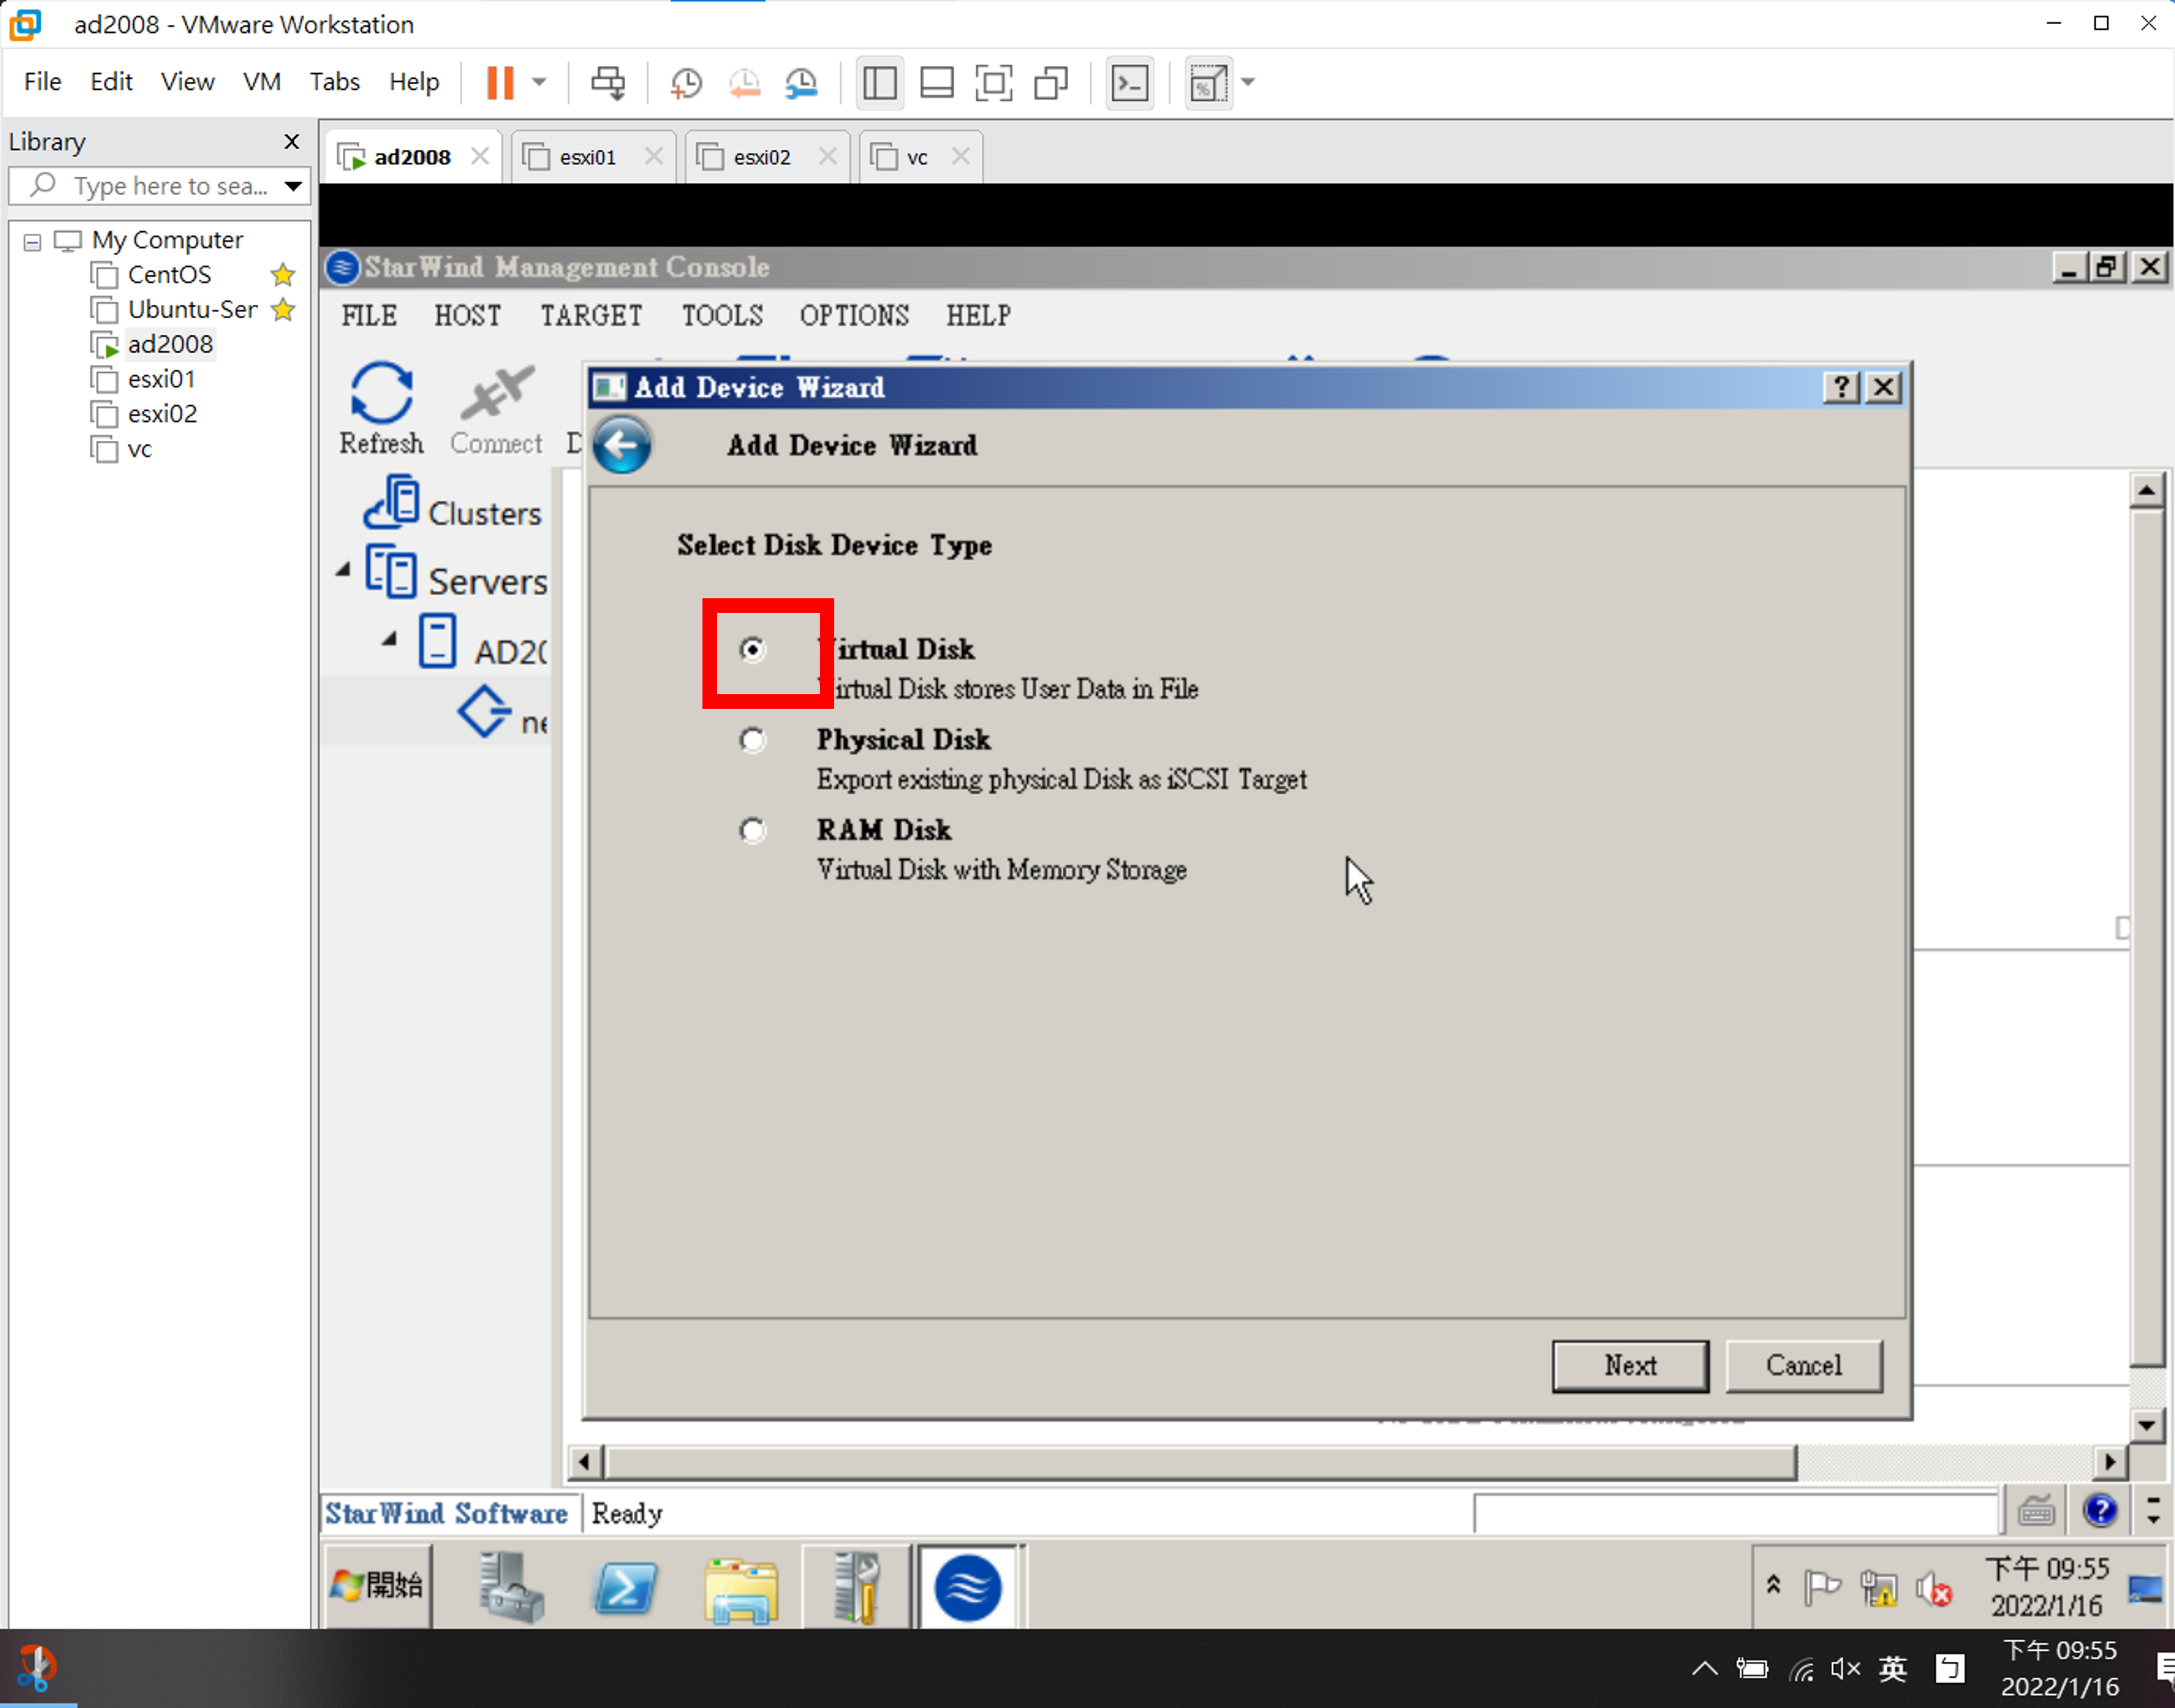 ad2008 - VMware Workstation
File Edit View VM Tabs Help
Library
Type here to sea...
My Computer
CentOS
Ubuntu-Ser
ad2008
esxi01
esxi02
vc
ad2008 esxi01 esxi02 vc
StarWind Management Console
FILE HOST TARGET TOOLS OPTIONS HELP
Refresh Connect D
Clusters
Servers
AD20
ne
Add Device Wizard
Add Device Wizard
Select Disk Device Type
irtual Disk
irtual Disk stores User Data in File
Physical Disk
Export existing physical Disk as iSCSI Target
RAM Disk
Virtual Disk with Memory Storage
Next Cancel
StarWind Software Ready
開始
下午 09:55
2022/1/16
英
下午 09:55
2022/1/16